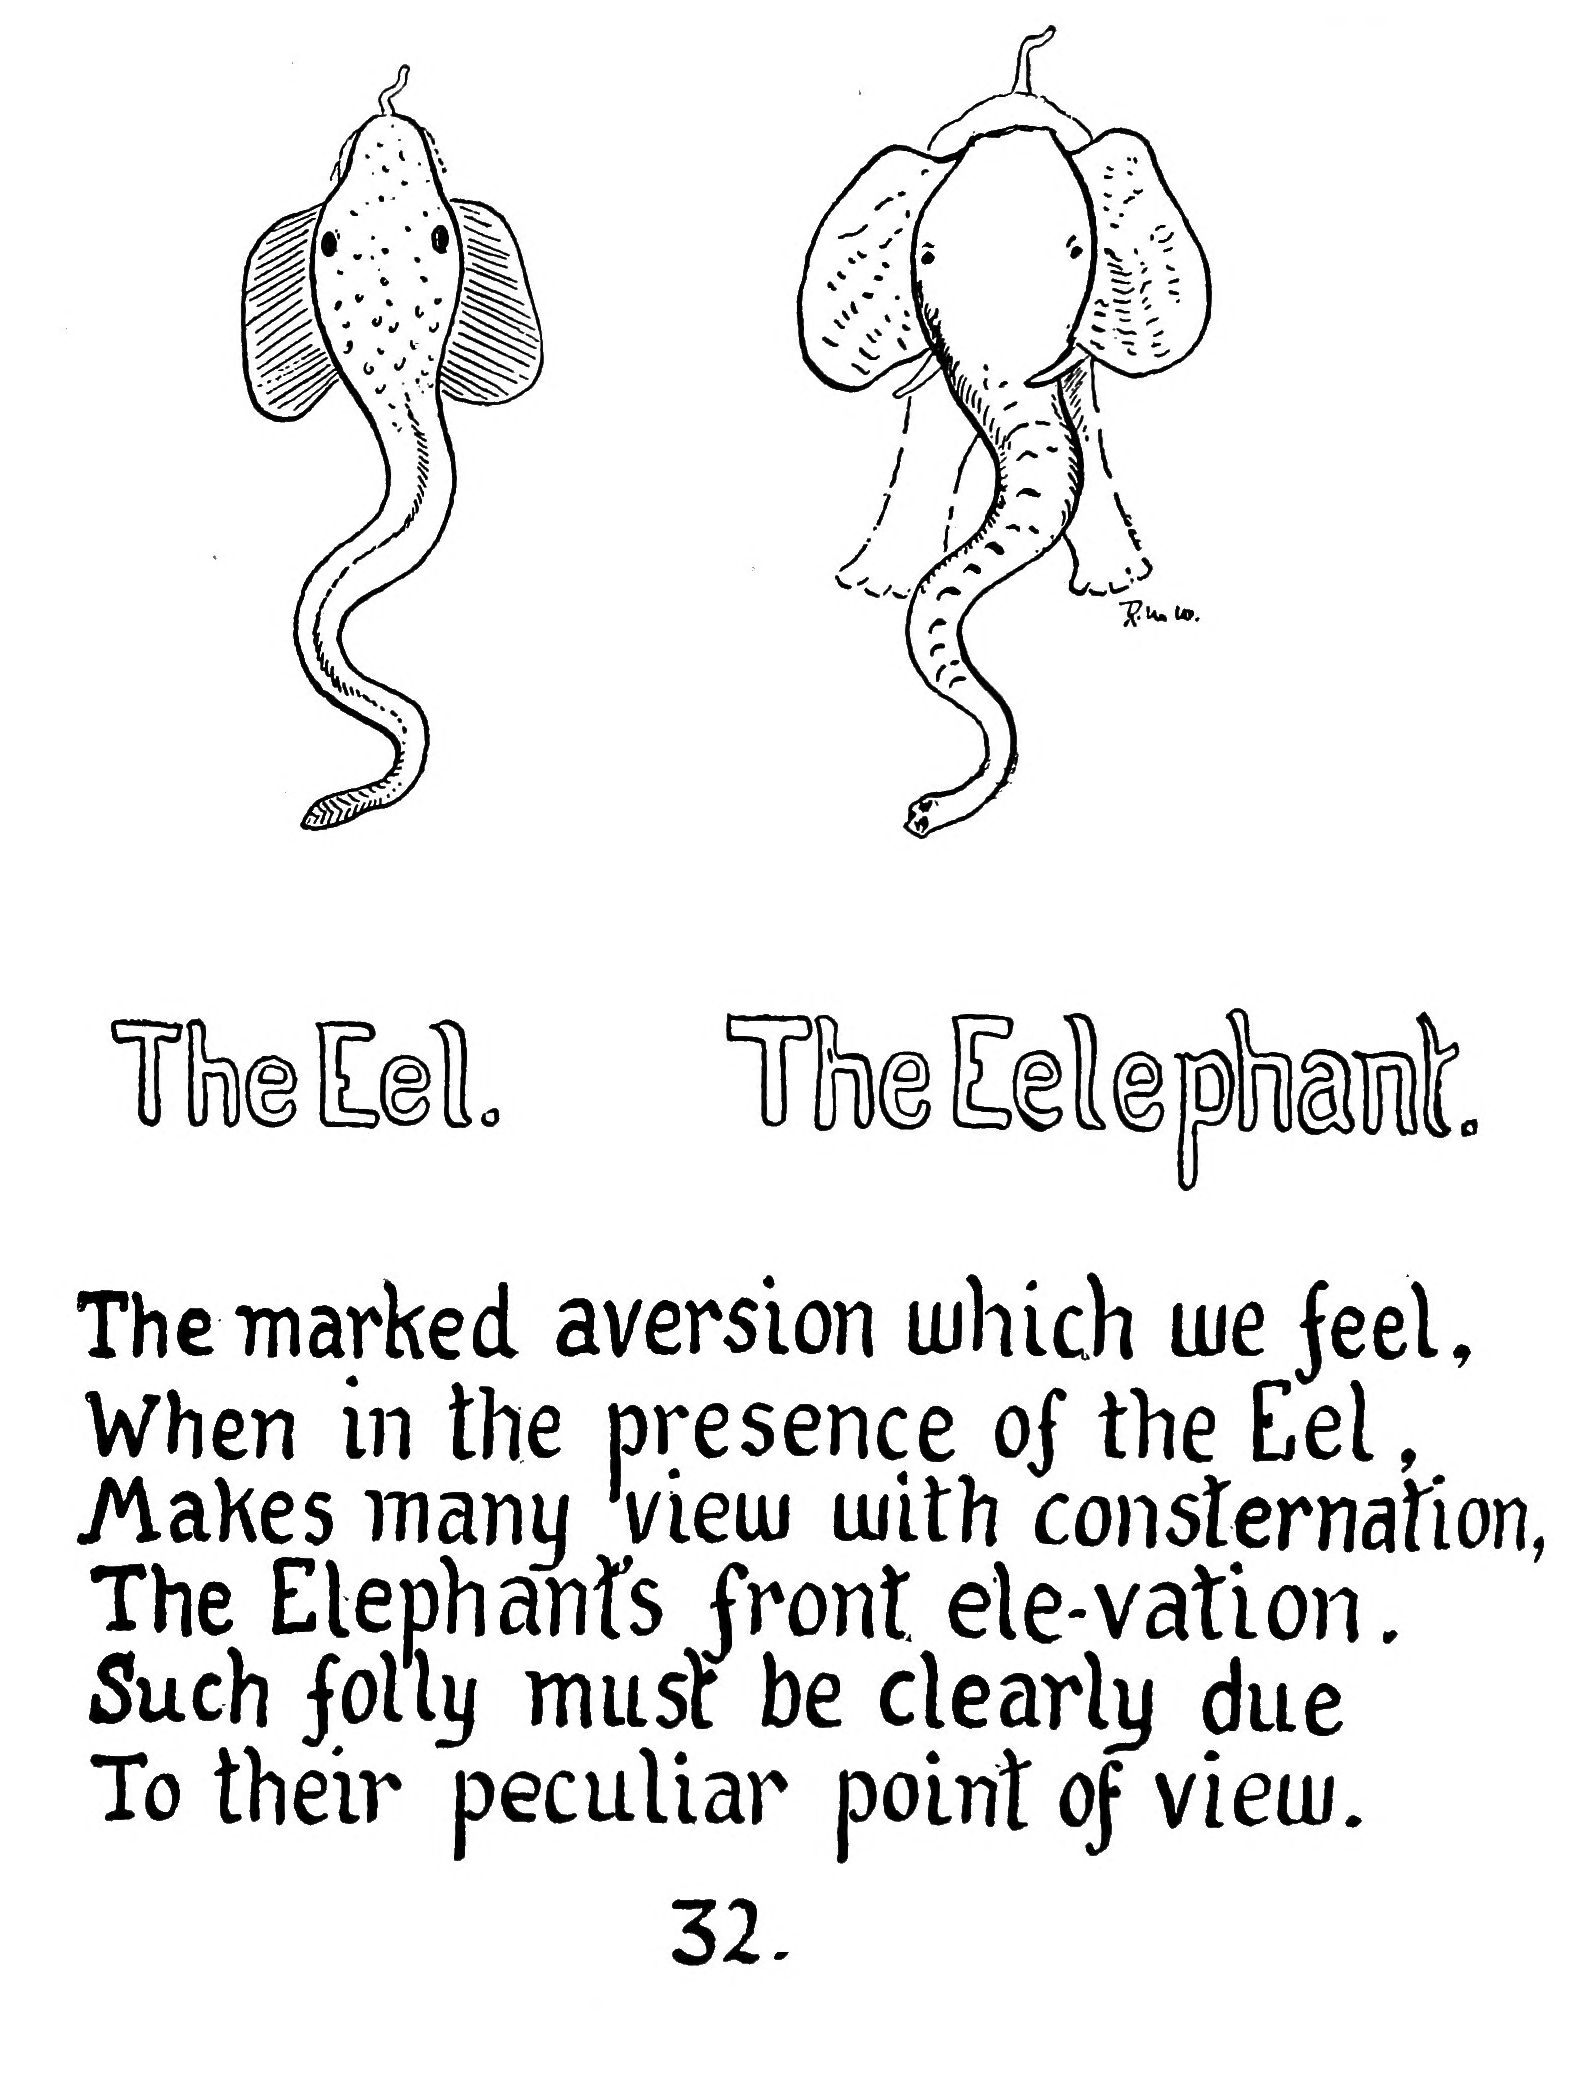 R.W.W.
The Eel. The Eelephant.
The marked aversion which we feel,
When in the presence of the Eel,
Makes many view with consternation,
The Elephant's front ele-vation.
Such folly must be clearly due
To their peculiar point of view.
32.